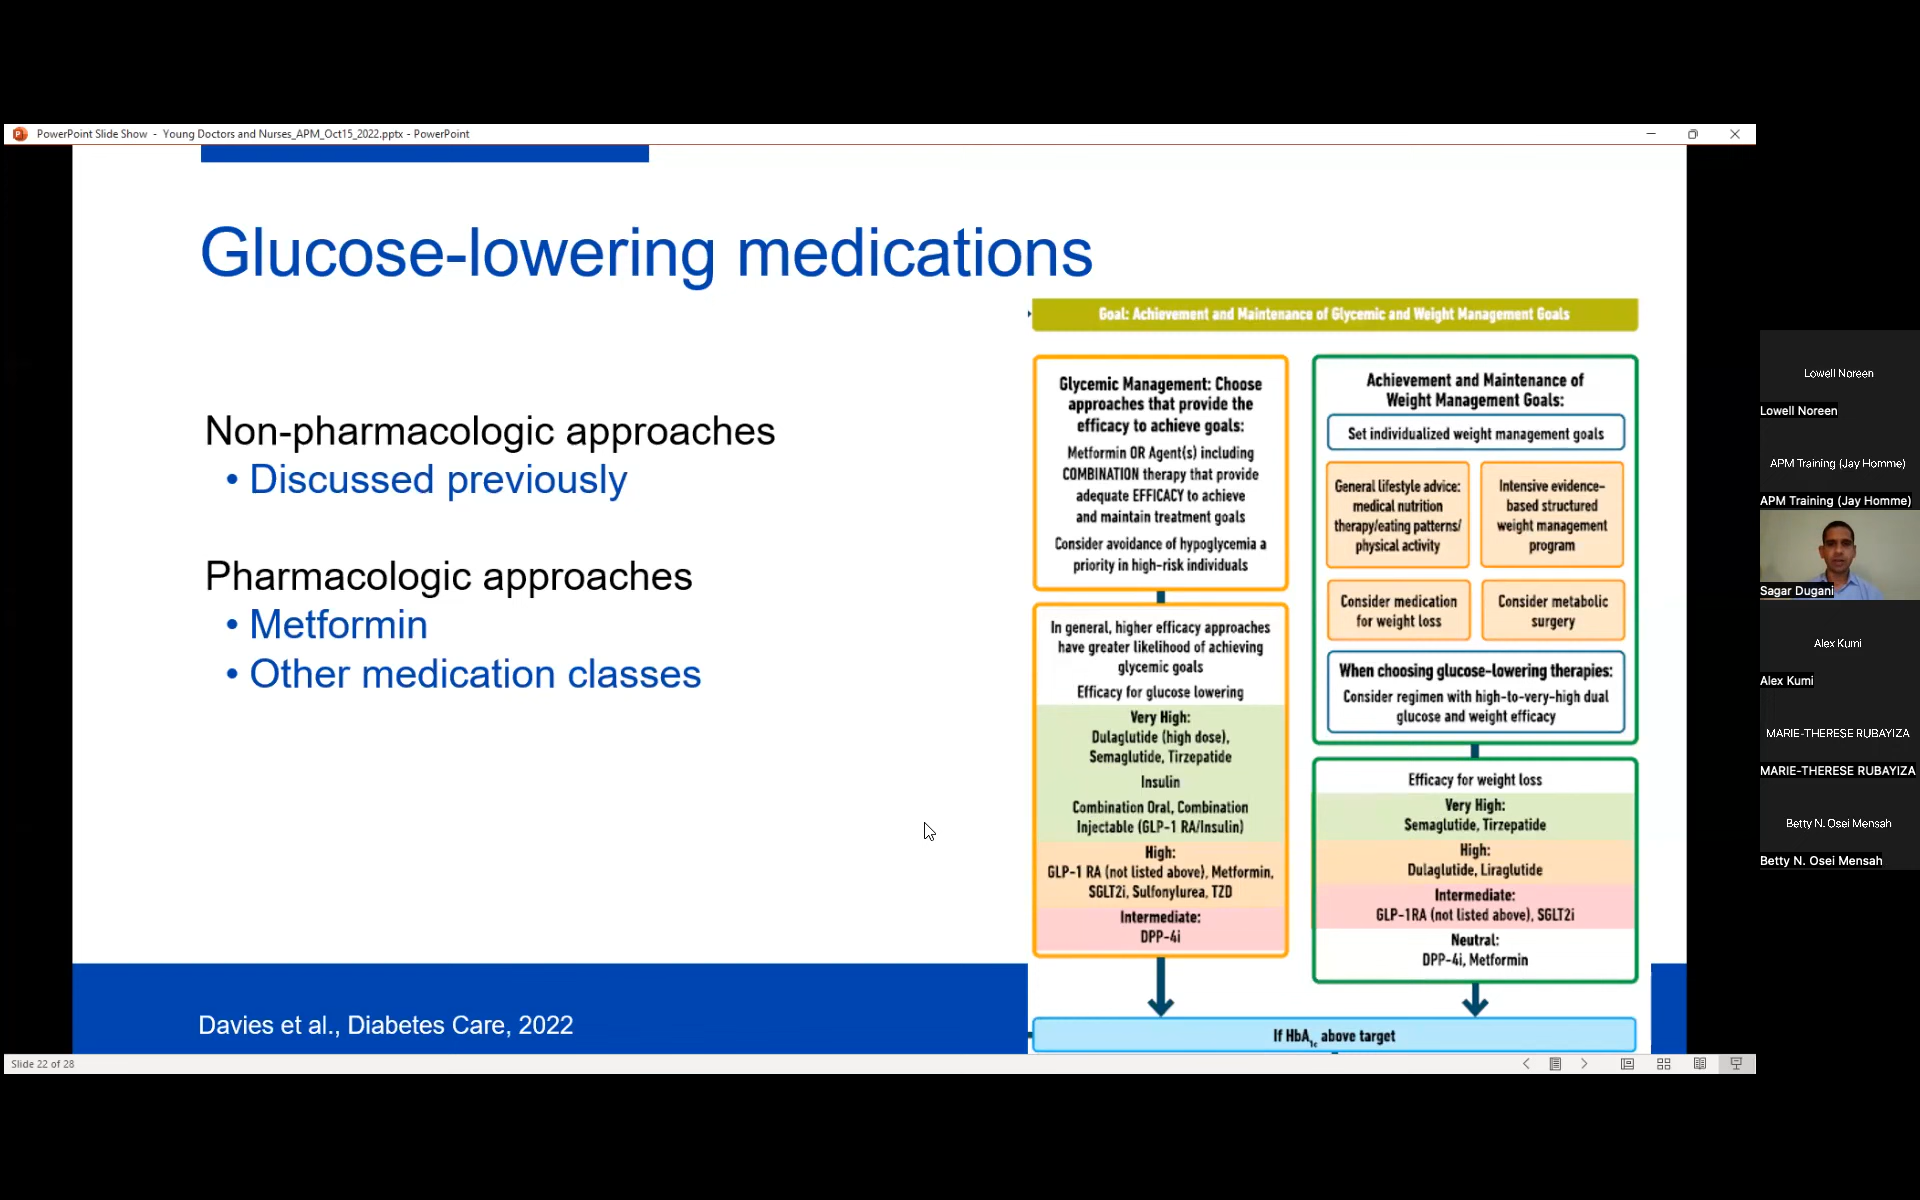 PowerPoint Slide Show - Young Doctors and Nurses_APM_Oct15_2022.pptx - PowerPoint
Glucose-lowering medications
Non-pharmacologic approaches
• Discussed previously
Pharmacologic approaches
• Metformin
• Other medication classes
Goal: Achievement and Maintenance of Glycemic and Weight Management Goals
Glycemic Management: Choose
approaches that provide the
efficacy to achieve goals:
Metformin OR Agent(s) including
COMBINATION therapy that provide
adequate EFFICACY to achieve
and maintain treatment goals
Consider avoidance of hypoglycemia a
priority in high-risk individuals
In general, higher efficacy approaches
have greater likelihood of achieving
glycemic goals
Efficacy for glucose lowering
Very High:
Dulaglutide (high dose),
Semaglutide, Tirzepatide
Insulin
Combination Oral, Combination
Injectable (GLP-1 RA/Insulin)
High:
GLP-1 RA (not listed above), Metformin,
SGLT2i, Sulfonylurea, TZD
Intermediate:
DPP-4i
Achievement and Maintenance of
Weight Management Goals:
Set individualized weight management goals
General lifestyle advice:
medical nutrition
therapy/eating patterns/
physical activity
Intensive evidence-
based structured
weight management
program
Consider medication
for weight loss
Consider metabolic
surgery
When choosing glucose-lowering therapies:
Consider regimen with high-to-very-high dual
glucose and weight efficacy
Efficacy for weight loss
Very High:
Semaglutide, Tirzepatide
High:
Dulaglutide, Liraglutide
Intermediate:
GLP-1RA (not listed above), SGLT2i
Neutral:
DPP-4i, Metformin
If HbA1c above target
Davies et al., Diabetes Care, 2022
Slide 22 of 28
Lowell Noreen
Lowell Noreen
APM Training (Jay Homme)
APM Training (Jay Homme)
Sagar Dugani
Alex Kumi
Alex Kumi
MARIE-THERESE RUBAYIZA
MARIE-THERESE RUBAYIZA
Betty N. Osei Mensah
Betty N. Osei Mensah